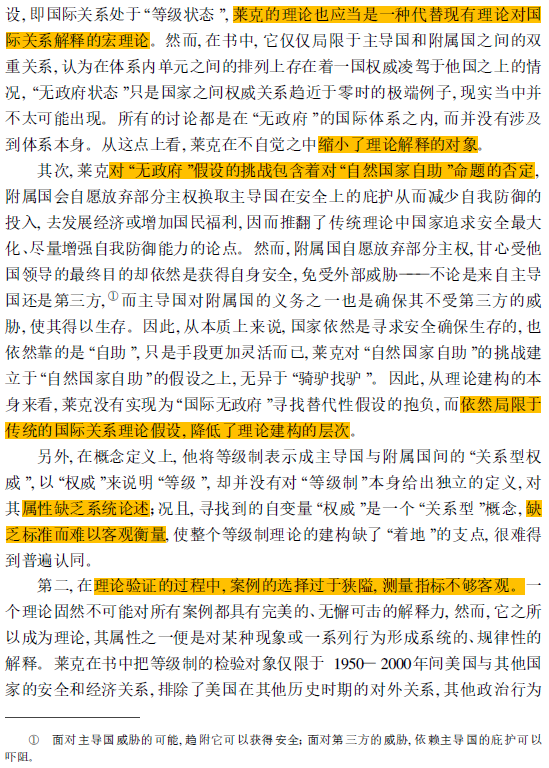 设, 即国际关系处于“等级状态”, 莱克的理论也应当是一种代替现有理论对国
际关系解释的宏理论。然而, 在书中, 它仅仅局限于主导国和附属国之间的双
重关系, 认为在体系内单元之间的排列上存在着一国权威凌驾于他国之上的情
况, “无政府状态”只是国家之间权威关系趋近于零时的极端例子, 现实当中并
不太可能出现。所有的讨论都是在“无政府”的国际体系之内, 而并没有涉及
到体系本身。从这点上看, 莱克在不自觉之中缩小了理论解释的对象。
其次, 莱克对“无政府”假设的挑战包含着对“自然国家自助”命题的否定,
附属国会自愿放弃部分主权换取主导国在安全上的庇护从而减少自我防御的
投入, 去发展经济或增加国民福利, 因而推翻了传统理论中国家追求安全最大
化、尽量增强自我防御能力的论点。然而, 附属国自愿放弃部分主权, 甘心受他
国领导的最终目的却依然是获得自身安全, 免受外部威胁——不论是来自主导
国还是第三方,① 而主导国对附属国的义务之一也是确保其不受第三方的威
胁, 使其得以生存。因此, 从本质上来说, 国家依然是寻求安全确保生存的, 也
依然靠的是“自助”, 只是手段更加灵活而已, 莱克对“自然国家自助”的挑战建
立于“自然国家自助”的假设之上, 无异于“骑驴找驴”。因此, 从理论建构的本
身来看, 莱克没有实现为“国际无政府”寻找替代性假设的抱负, 而依然局限于
传统的国际关系理论假设, 降低了理论建构的层次。
另外, 在概念定义上, 他将等级制表示成主导国与附属国间的“关系型权
威”, 以“权威”来说明“等级”, 却并没有对“等级制”本身给出独立的定义, 对
其属性缺乏系统论述; 况且, 寻找到的自变量“权威”是一个“关系型”概念, 缺
乏标准而难以客观衡量, 使整个等级制理论的建构缺了“着地”的支点, 很难得
到普遍认同。
第二, 在理论验证的过程中, 案例的选择过于狭隘, 测量指标不够客观。一
个理论固然不可能对所有案例都具有完美的、无懈可击的解释力, 然而, 它之所
以成为理论, 其属性之一便是对某种现象或一系列行为形成系统的、规律性的
解释。莱克在书中把等级制的检验对象仅限于 1950—2000年间美国与其他国
家的安全和经济关系, 排除了美国在其他历史时期的对外关系, 其他政治行为
① 面对主导国威胁的可能, 趋附它可以获得安全; 面对第三方的威胁, 依赖主导国的庇护可以
吓阻。